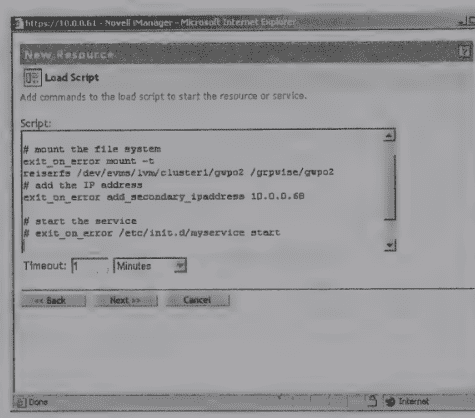 https://10.0.0.61 - Novell iManager - Microsoft Internet Explorer
New Resource
Load Script
Add commands to the load script to start the resource or service.
Script:
# mount the file system
exit_on_error mount -t
reiserfs /dev/evms/lvm/cluster1/gwpo2 /grpwise/gwpo2
# add the IP address
exit_on_error add_secondary_ipaddress 10.0.0.68
# start the service
# exit_on_error /etc/init.d/myservice start
Timeout: 1 Minutes
<< Back Next >> Cancel
Done Internet